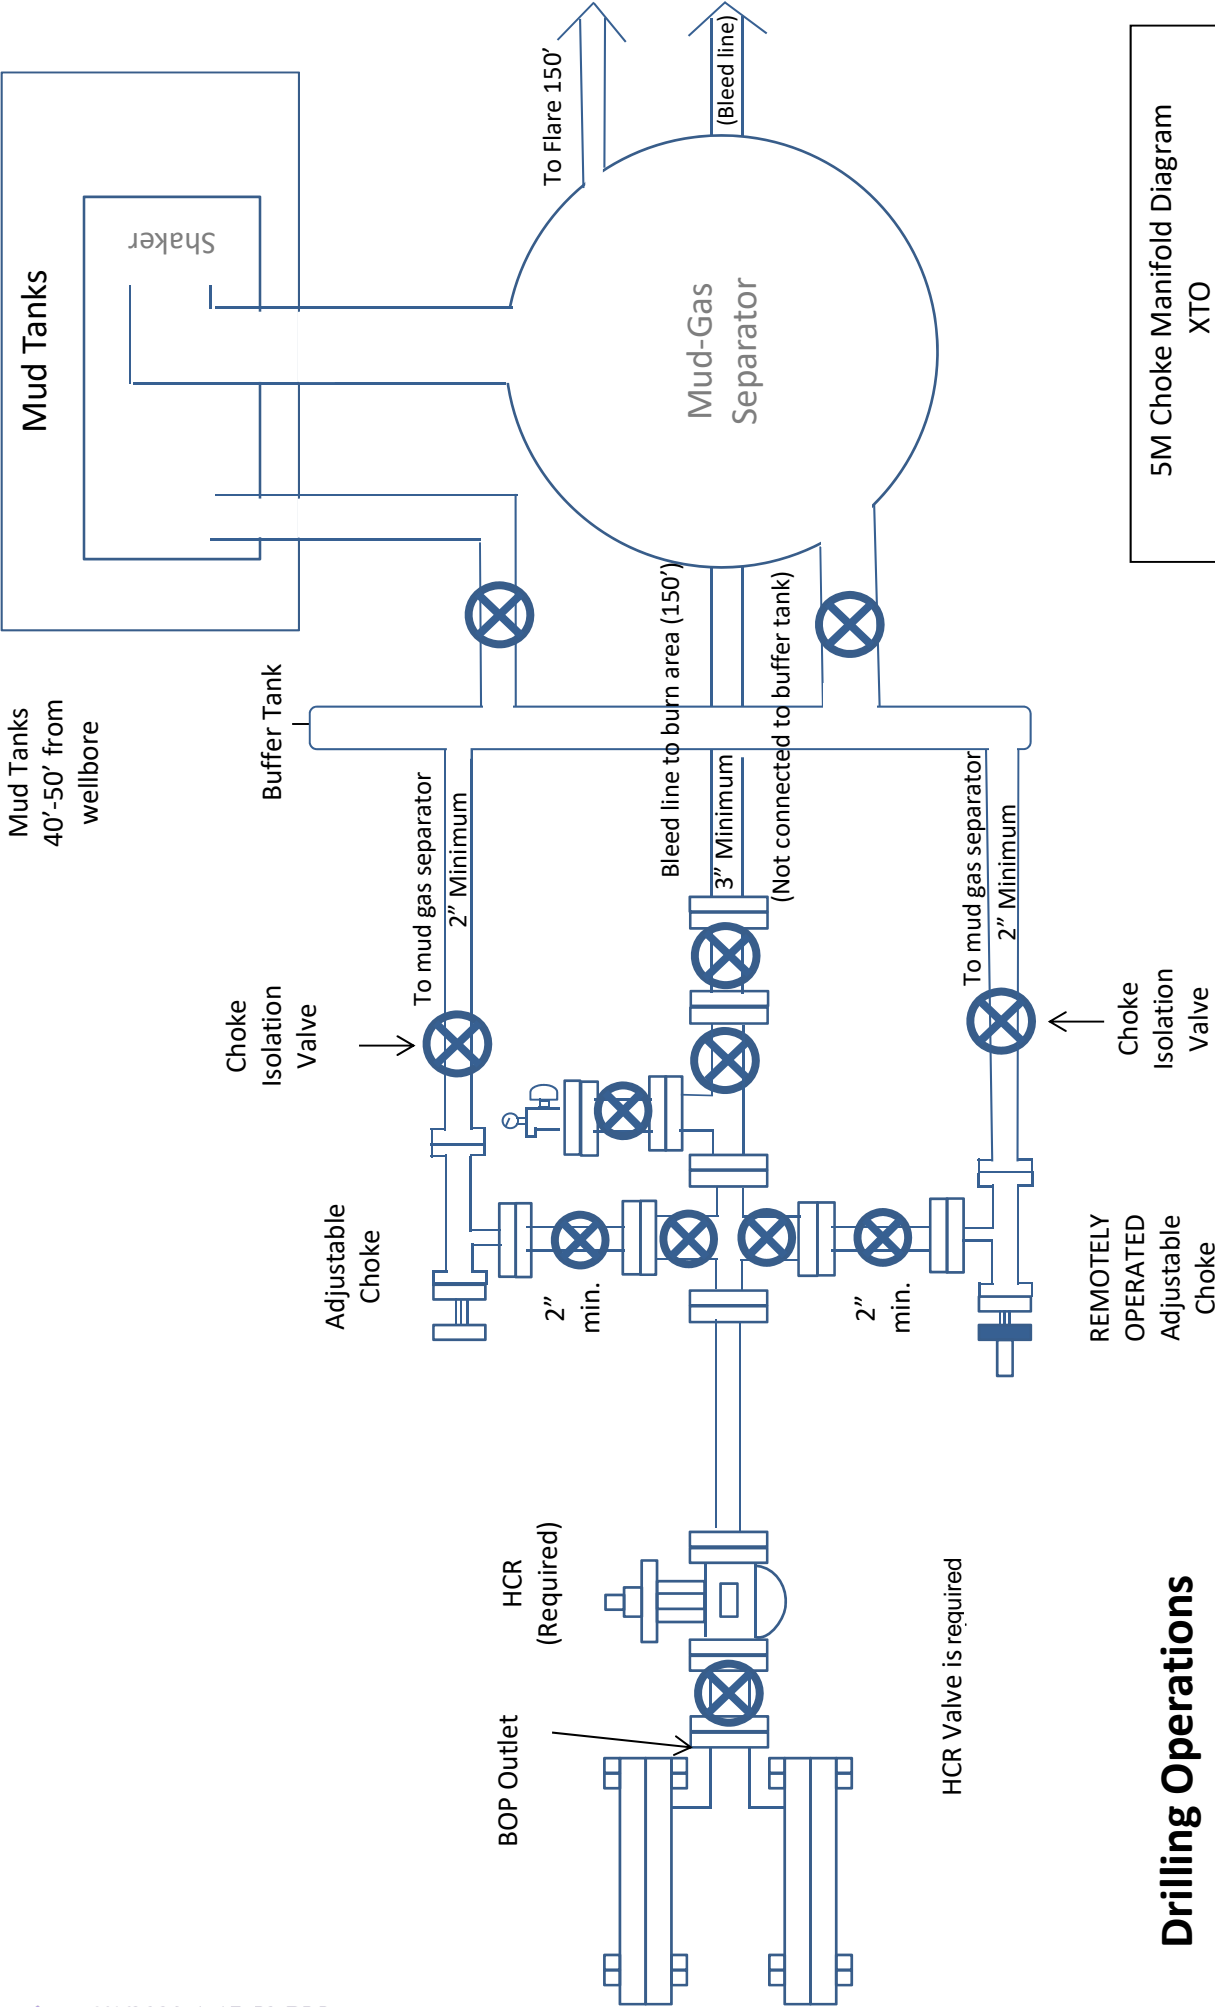 Mud Tanks
Shaker
To Flare 150’
(Bleed line)
Mud-Gas
Separator
5M Choke Manifold Diagram
XTO
Mud Tanks
40’-50’ from
wellbore
Buffer Tank
Bleed line to burn area (150’)
3” Minimum
(Not connected to buffer tank)
To mud gas separator
2” Minimum
To mud gas separator
2” Minimum
Choke
Isolation
Valve
Choke
Isolation
Valve
Adjustable
Choke
2”
min.
2”
min.
REMOTELY
OPERATED
Adjustable
Choke
HCR
(Required)
BOP Outlet
HCR Valve is required
Drilling Operations